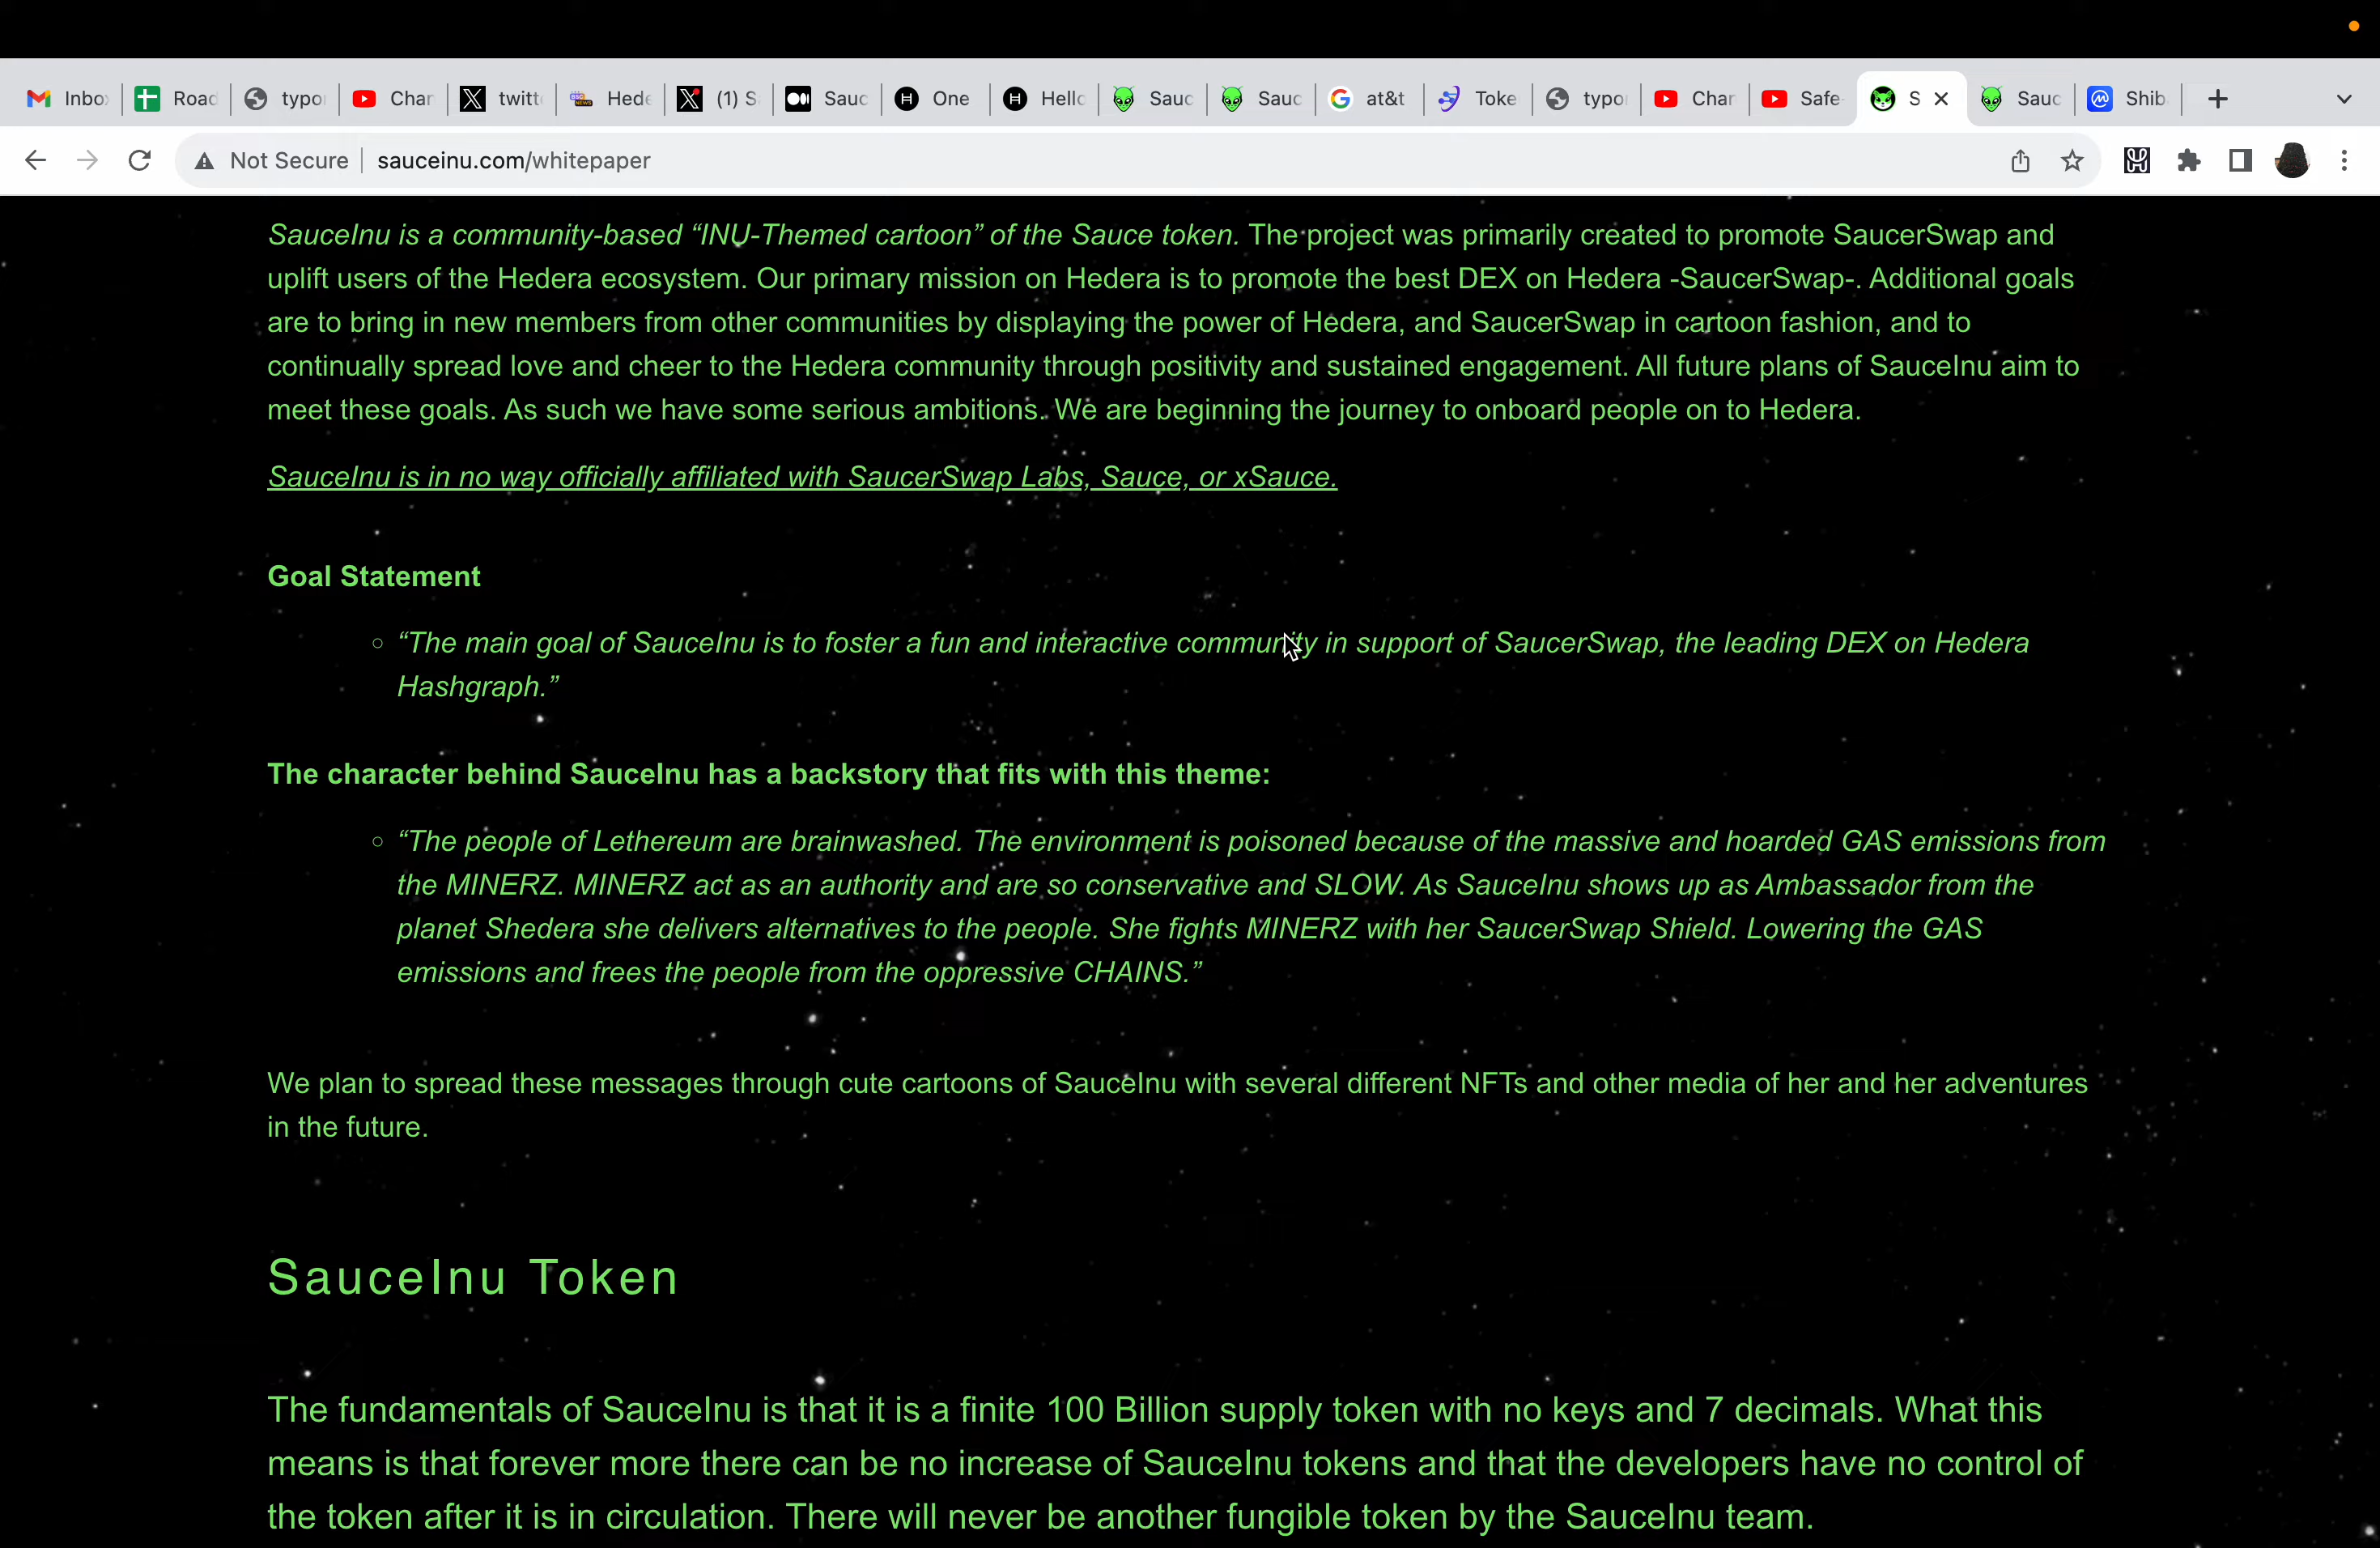 Inbo
Road
typo
Char
twitt
Hede
(1) S
Sauc
One
Hello
Sauc
Sauc
at&t
Toke
typo
Char
Safe-
S
Sauc
Shib
Not Secure
sauceinu.com/whitepaper
SauceInu is a community-based “INU-Themed cartoon” of the Sauce token. The project was primarily created to promote SaucerSwap and
uplift users of the Hedera ecosystem. Our primary mission on Hedera is to promote the best DEX on Hedera -SaucerSwap-. Additional goals
are to bring in new members from other communities by displaying the power of Hedera, and SaucerSwap in cartoon fashion, and to
continually spread love and cheer to the Hedera community through positivity and sustained engagement. All future plans of SauceInu aim to
meet these goals. As such we have some serious ambitions. We are beginning the journey to onboard people on to Hedera.
SauceInu is in no way officially affiliated with SaucerSwap Labs, Sauce, or xSauce.
Goal Statement
“The main goal of SauceInu is to foster a fun and interactive community in support of SaucerSwap, the leading DEX on Hedera
Hashgraph.”
The character behind SauceInu has a backstory that fits with this theme:
“The people of Lethereum are brainwashed. The environment is poisoned because of the massive and hoarded GAS emissions from
the MINERZ. MINERZ act as an authority and are so conservative and SLOW. As SauceInu shows up as Ambassador from the
planet Shedera she delivers alternatives to the people. She fights MINERZ with her SaucerSwap Shield. Lowering the GAS
emissions and frees the people from the oppressive CHAINS.”
We plan to spread these messages through cute cartoons of SauceInu with several different NFTs and other media of her and her adventures
in the future.
SauceInu Token
The fundamentals of SauceInu is that it is a finite 100 Billion supply token with no keys and 7 decimals. What this
means is that forever more there can be no increase of SauceInu tokens and that the developers have no control of
the token after it is in circulation. There will never be another fungible token by the SauceInu team.